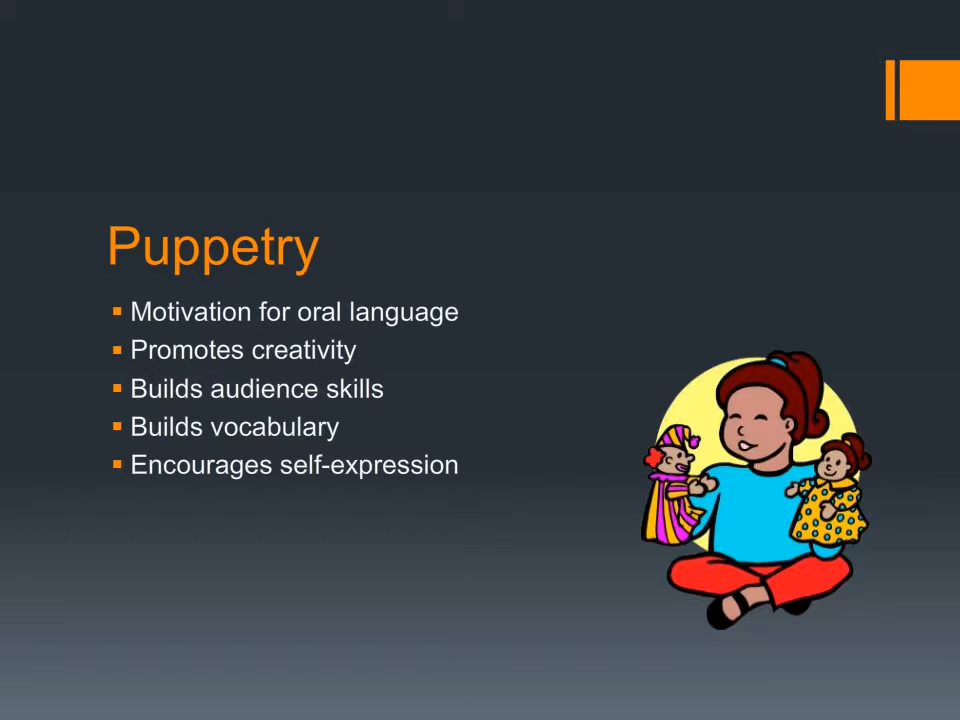 Puppetry
Motivation for oral language
Promotes creativity
Builds audience skills
Builds vocabulary
Encourages self-expression